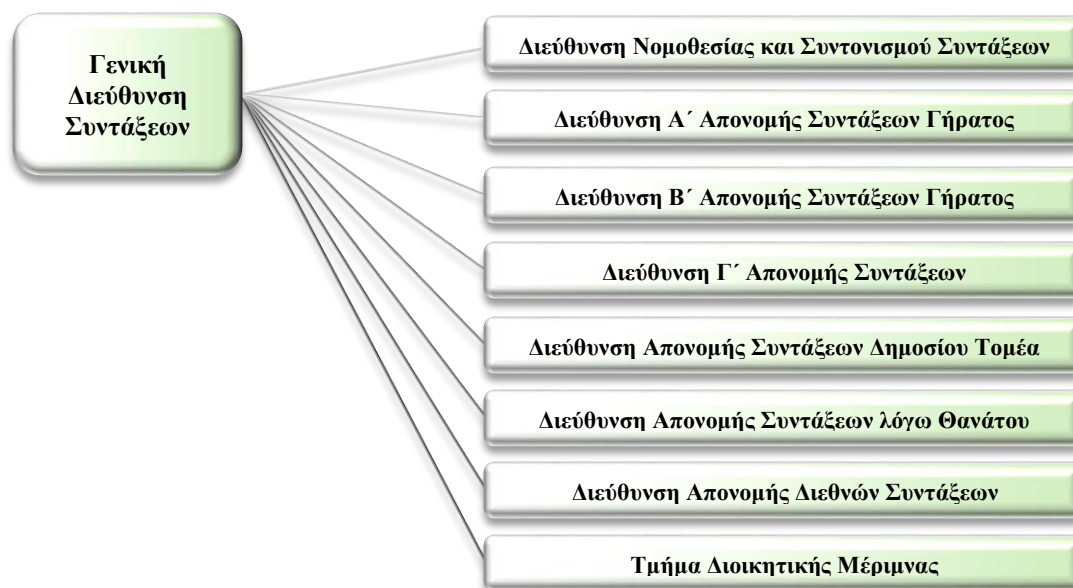 Γενική
Διεύθυνση
Συντάξεων
Διεύθυνση Νομοθεσίας και Συντονισμού Συντάξεων
Διεύθυνση Α΄ Απονομής Συντάξεων Γήρατος
Διεύθυνση Β΄ Απονομής Συντάξεων Γήρατος
Διεύθυνση Γ΄ Απονομής Συντάξεων
Διεύθυνση Απονομής Συντάξεων Δημοσίου Τομέα
Διεύθυνση Απονομής Συντάξεων λόγω Θανάτου
Διεύθυνση Απονομής Διεθνών Συντάξεων
Τμήμα Διοικητικής Μέριμνας